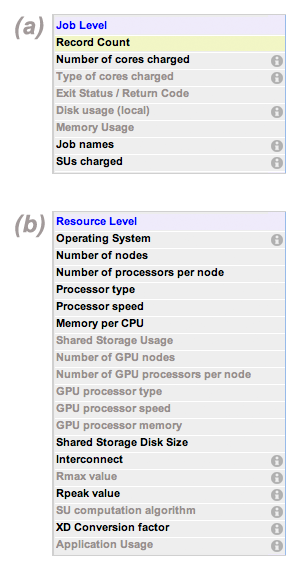 (a)
Job Level
Record Count
Number of cores charged
Type of cores charged
Exit Status / Return Code
Disk usage (local)
Memory Usage
Job names
SUs charged
(b)
Resource Level
Operating System
Number of nodes
Number of processors per node
Processor type
Processor speed
Memory per CPU
Shared Storage Usage
Number of GPU nodes
Number of GPU processors per node
GPU processor type
GPU processor speed
GPU processor memory
Shared Storage Disk Size
Interconnect
Rmax value
Rpeak value
SU computation algorithm
XD Conversion factor
Application Usage